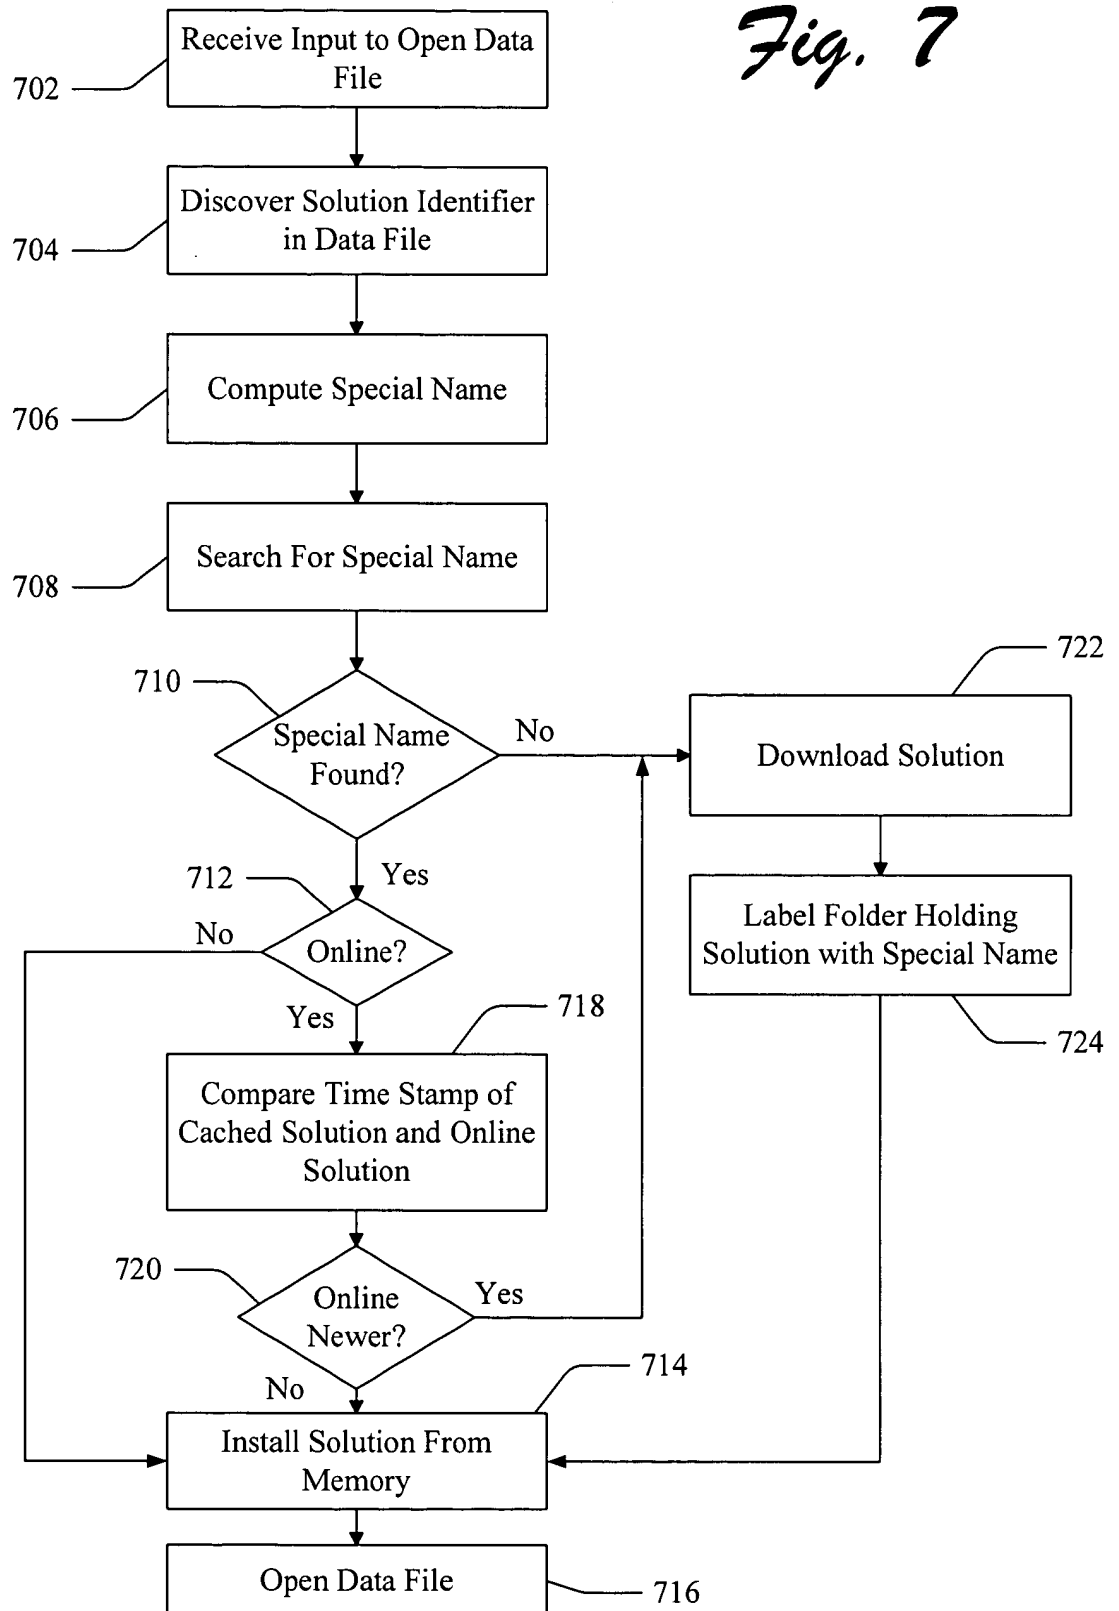 Fig. 7
Receive Input to Open Data
File
702
Discover Solution Identifier
in Data File
704
Compute Special Name
706
Search For Special Name
708
710
Special Name
Found?
No
Yes
722
Download Solution
712
No
Online?
Yes
Label Folder Holding
Solution with Special Name
724
718
Compare Time Stamp of
Cached Solution and Online
Solution
720
Online
Newer?
Yes
No
714
Install Solution From
Memory
Open Data File
716